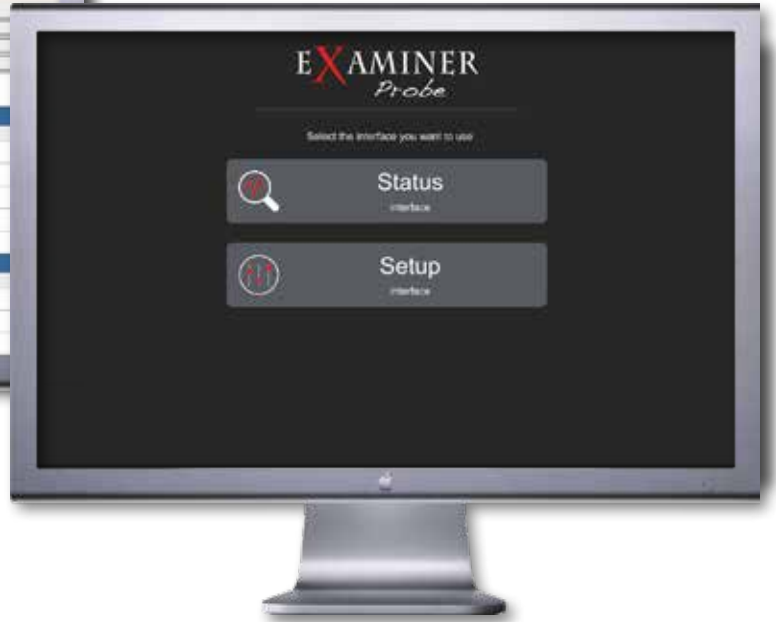 EXAMINER
Probe
Select the interface you want to use
Status
interface
Setup
interface